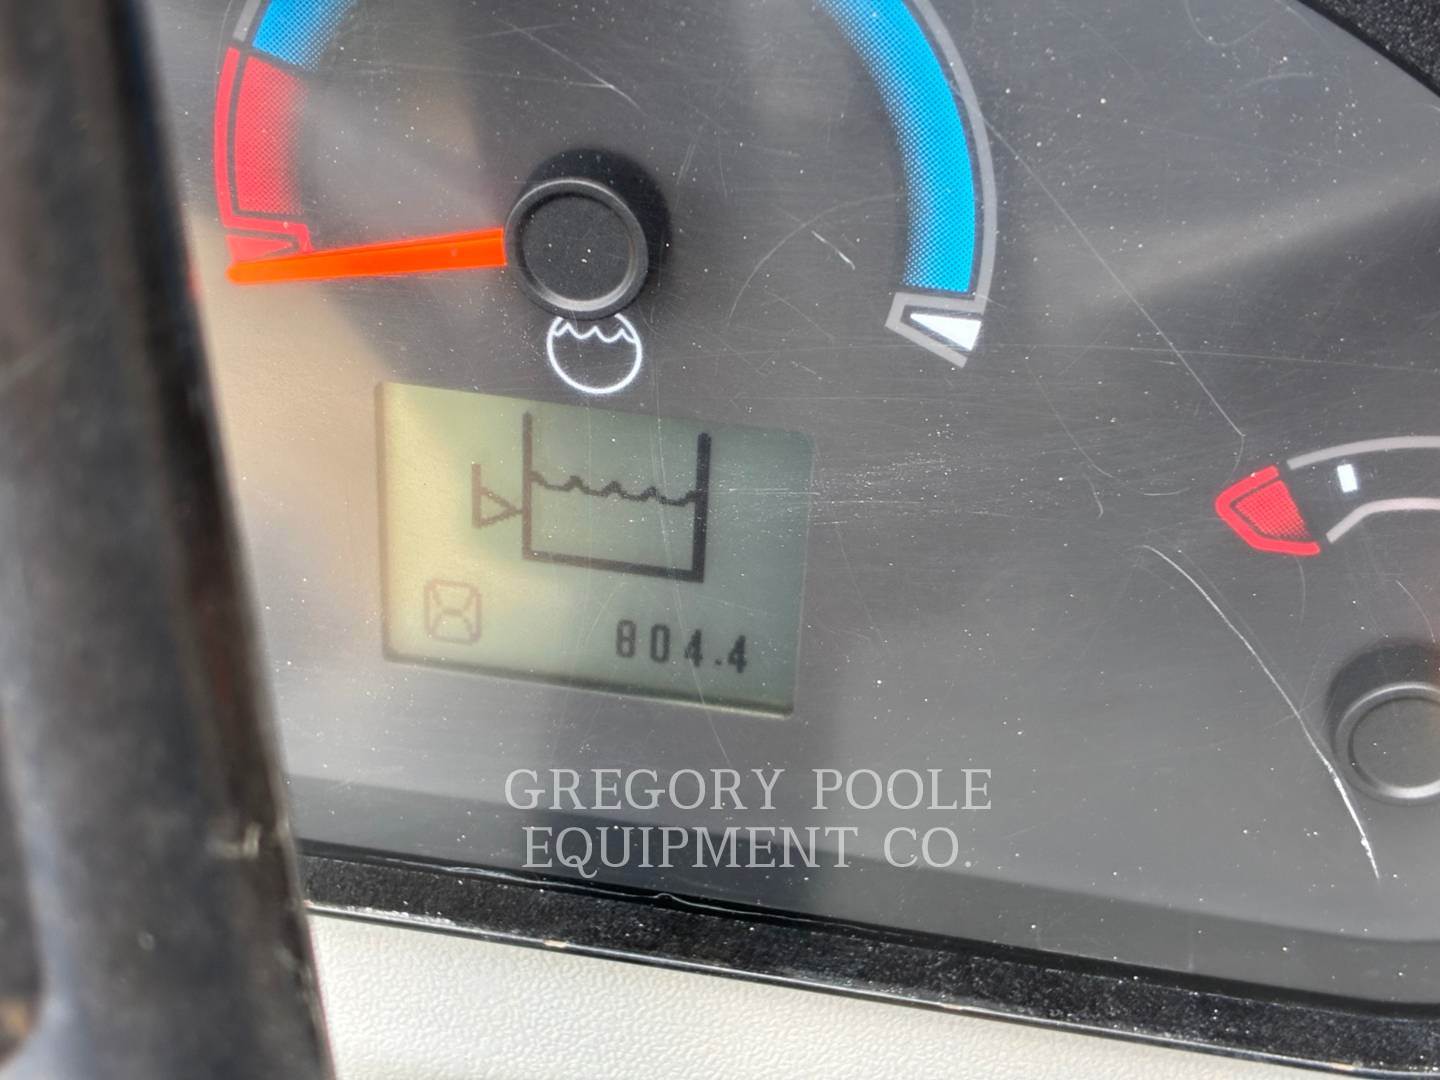 804.4
GREGORY POOLE
EQUIPMENT CO.